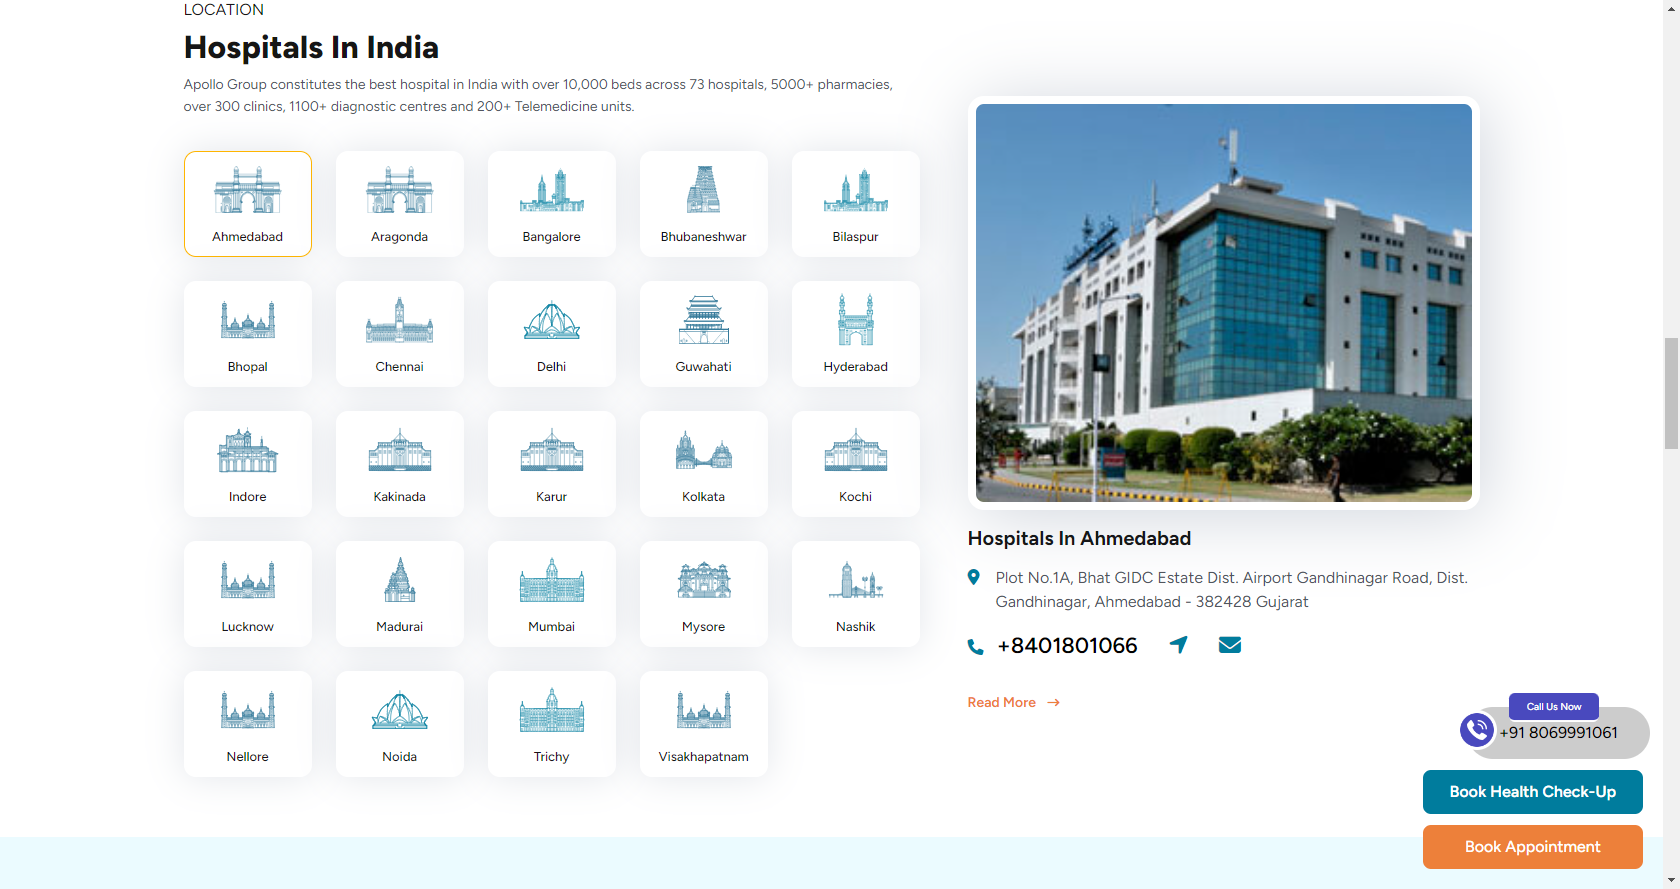 LOCATION
Hospitals In India
Apollo Group constitutes the best hospital in India with over 10,000 beds across 73 hospitals, 5000+ pharmacies,
over 300 clinics, 1100+ diagnostic centres and 200+ Telemedicine units.
Ahmedabad
Aragonda
Bangalore
Bhubaneshwar
Bilaspur
Bhopal
Chennai
Delhi
Guwahati
Hyderabad
Indore
Kakinada
Karur
Kolkata
Kochi
Lucknow
Madurai
Mumbai
Mysore
Nashik
Nellore
Noida
Trichy
Visakhapatnam
Hospitals In Ahmedabad
Plot No.1A, Bhat GIDC Estate Dist. Airport Gandhinagar Road, Dist.
Gandhinagar, Ahmedabad - 382428 Gujarat
+8401801066
Read More
Call Us Now
+91 8069991061
Book Health Check-Up
Book Appointment